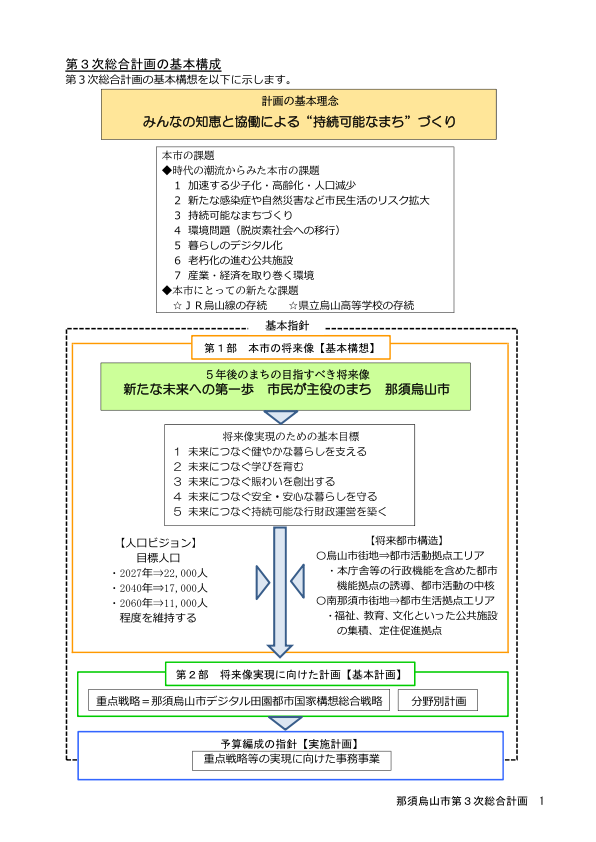 第３次総合計画の基本構成
第３次総合計画の基本構想を以下に示します。
計画の基本理念
みんなの知恵と協働による“持続可能なまち”づくり
本市の課題
◆時代の潮流からみた本市の課題
１ 加速する少子化・高齢化・人口減少
２ 新たな感染症や自然災害など市民生活のリスク拡大
３ 持続可能なまちづくり
４ 環境問題（脱炭素社会への移行）
５ 暮らしのデジタル化
６ 老朽化の進む公共施設
７ 産業・経済を取り巻く環境
◆本市にとっての新たな課題
☆ＪＲ烏山線の存続　☆県立烏山高等学校の存続
基本指針
第１部　本市の将来像【基本構想】
５年後のまちの目指すべき将来像
新たな未来への第一歩　市民が主役のまち　那須烏山市
将来像実現のための基本目標
１ 未来につなぐ健やかな暮らしを支える
２ 未来につなぐ学びを育む
３ 未来につなぐ賑わいを創出する
４ 未来につなぐ安全・安心な暮らしを守る
５ 未来につなぐ持続可能な行財政運営を築く
【人口ビジョン】
目標人口
・2027年⇒22,000人
・2040年⇒17,000人
・2060年⇒11,000人
程度を維持する
【将来都市構造】
〇烏山市街地⇒都市活動拠点エリア
・本庁舎等の行政機能を含めた都市
機能拠点の誘導、都市活動の中核
〇南那須市街地⇒都市生活拠点エリア
・福祉、教育、文化といった公共施設
の集積、定住促進拠点
第２部　将来像実現に向けた計画【基本計画】
重点戦略＝那須烏山市デジタル田園都市国家構想総合戦略
分野別計画
予算編成の指針【実施計画】
重点戦略等の実現に向けた事務事業
那須烏山市第３次総合計画　1